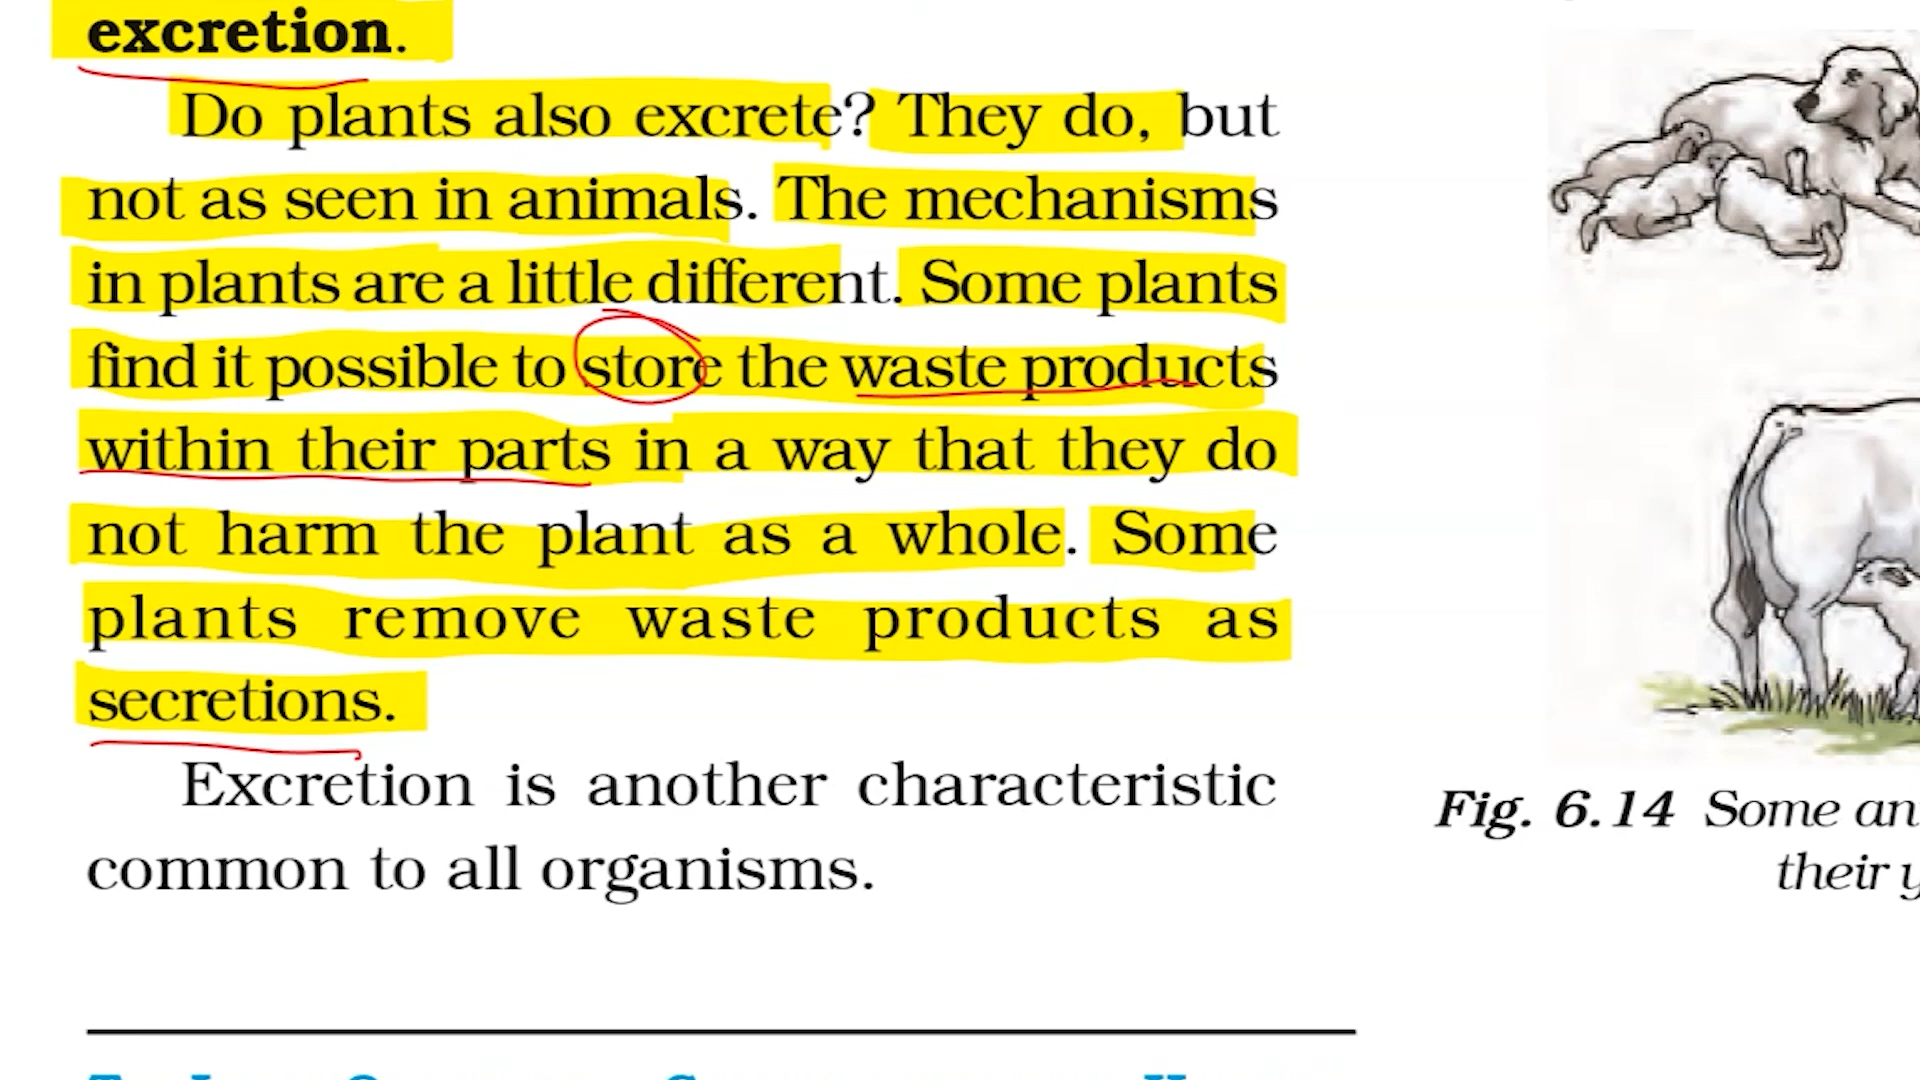 excretion.
Do plants also excrete? They do, but
not as seen in animals. The mechanisms
in plants are a little different. Some plants
find it possible to store the waste products
within their parts in a way that they do
not harm the plant as a whole. Some
plants remove waste products as
secretions.
Excretion is another characteristic
common to all organisms.
Fig. 6.14 Some an
their y